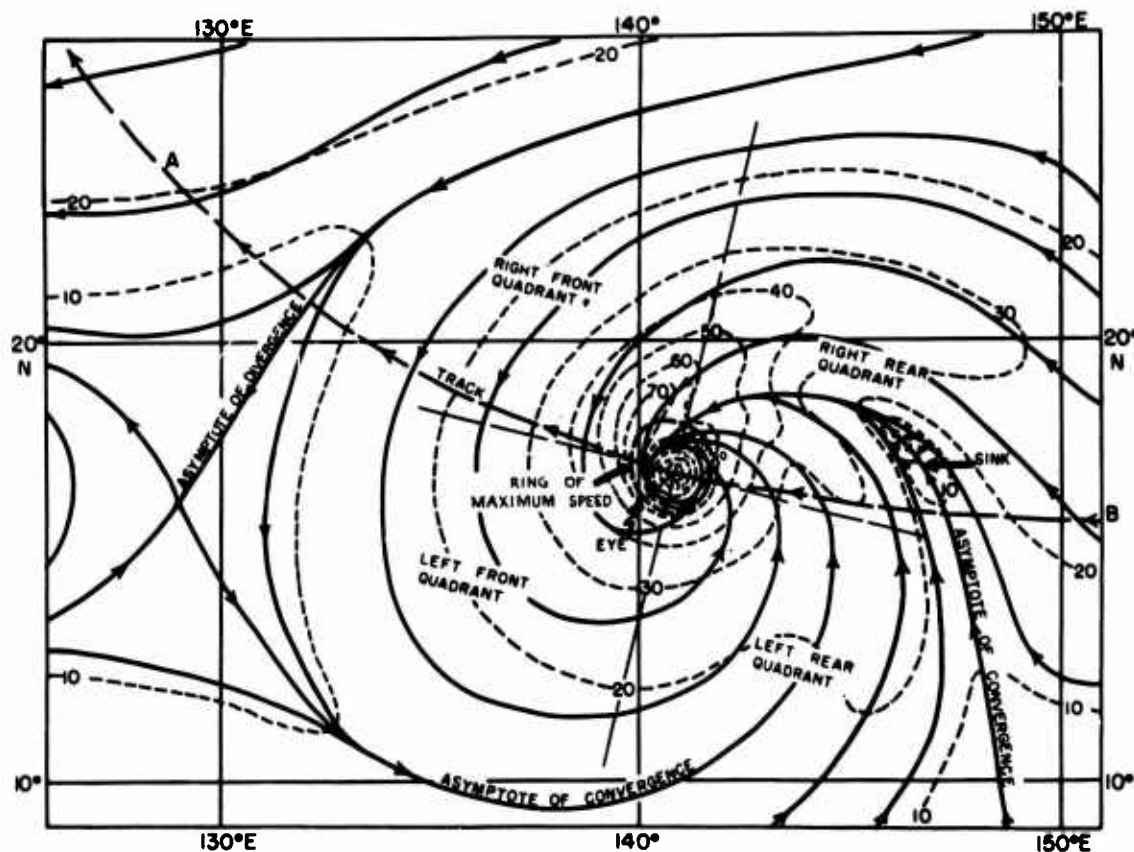 130°E
140°
150°E
20
A
20
20
10
RIGHT FRONT
QUADRANT
40
30
50
60
70
20°
N
20°
N
RIGHT REAR
QUADRANT
TRACK
ASYMPTOTE OF DIVERGENCE
SINK
10
RING OF
MAXIMUM SPEED
B
EYE
20
LEFT FRONT
QUADRANT
30
LEFT REAR
QUADRANT
10
20
10
ASYMPTOTE OF CONVERGENCE
ASYMPTOTE OF CONVERGENCE
10°
10°
10
130°E
140°
150°E